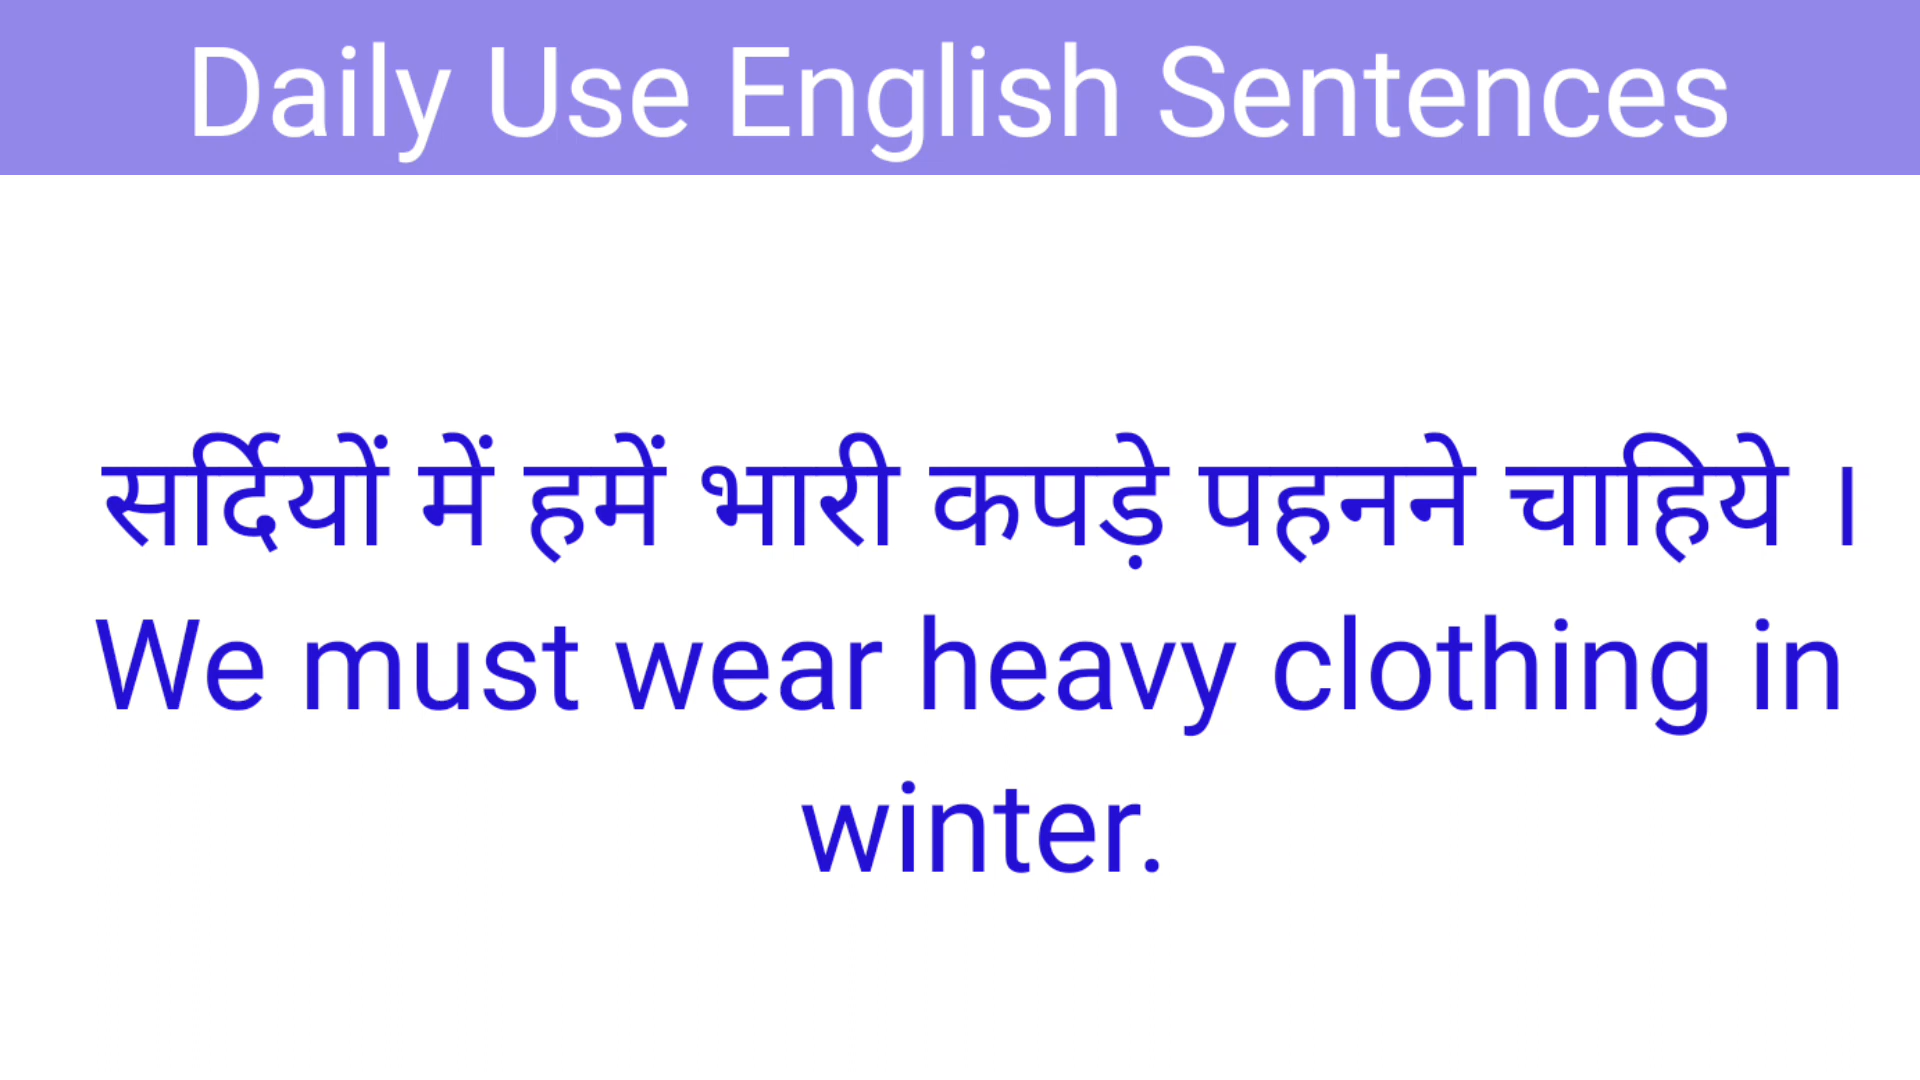 Daily Use English Sentences
सर्दियों में हमें भारी कपड़े पहनने चाहिये ।
We must wear heavy clothing in
winter.